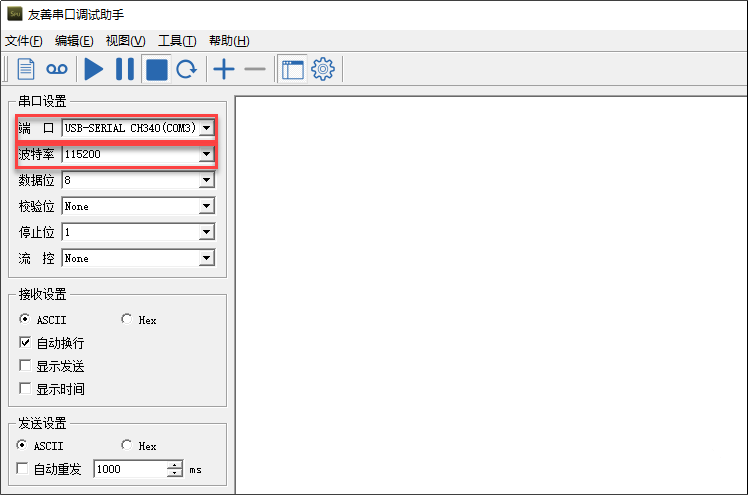 友善串口调试助手
文件(F) 编辑(E) 视图(V) 工具(T) 帮助(H)
串口设置
端 口 USB-SERIAL CH340(COM3)
波特率 115200
数据位 8
校验位 None
停止位 1
流 控 None
接收设置
ASCII Hex
自动换行
显示发送
显示时间
发送设置
ASCII Hex
自动重发 1000 ms